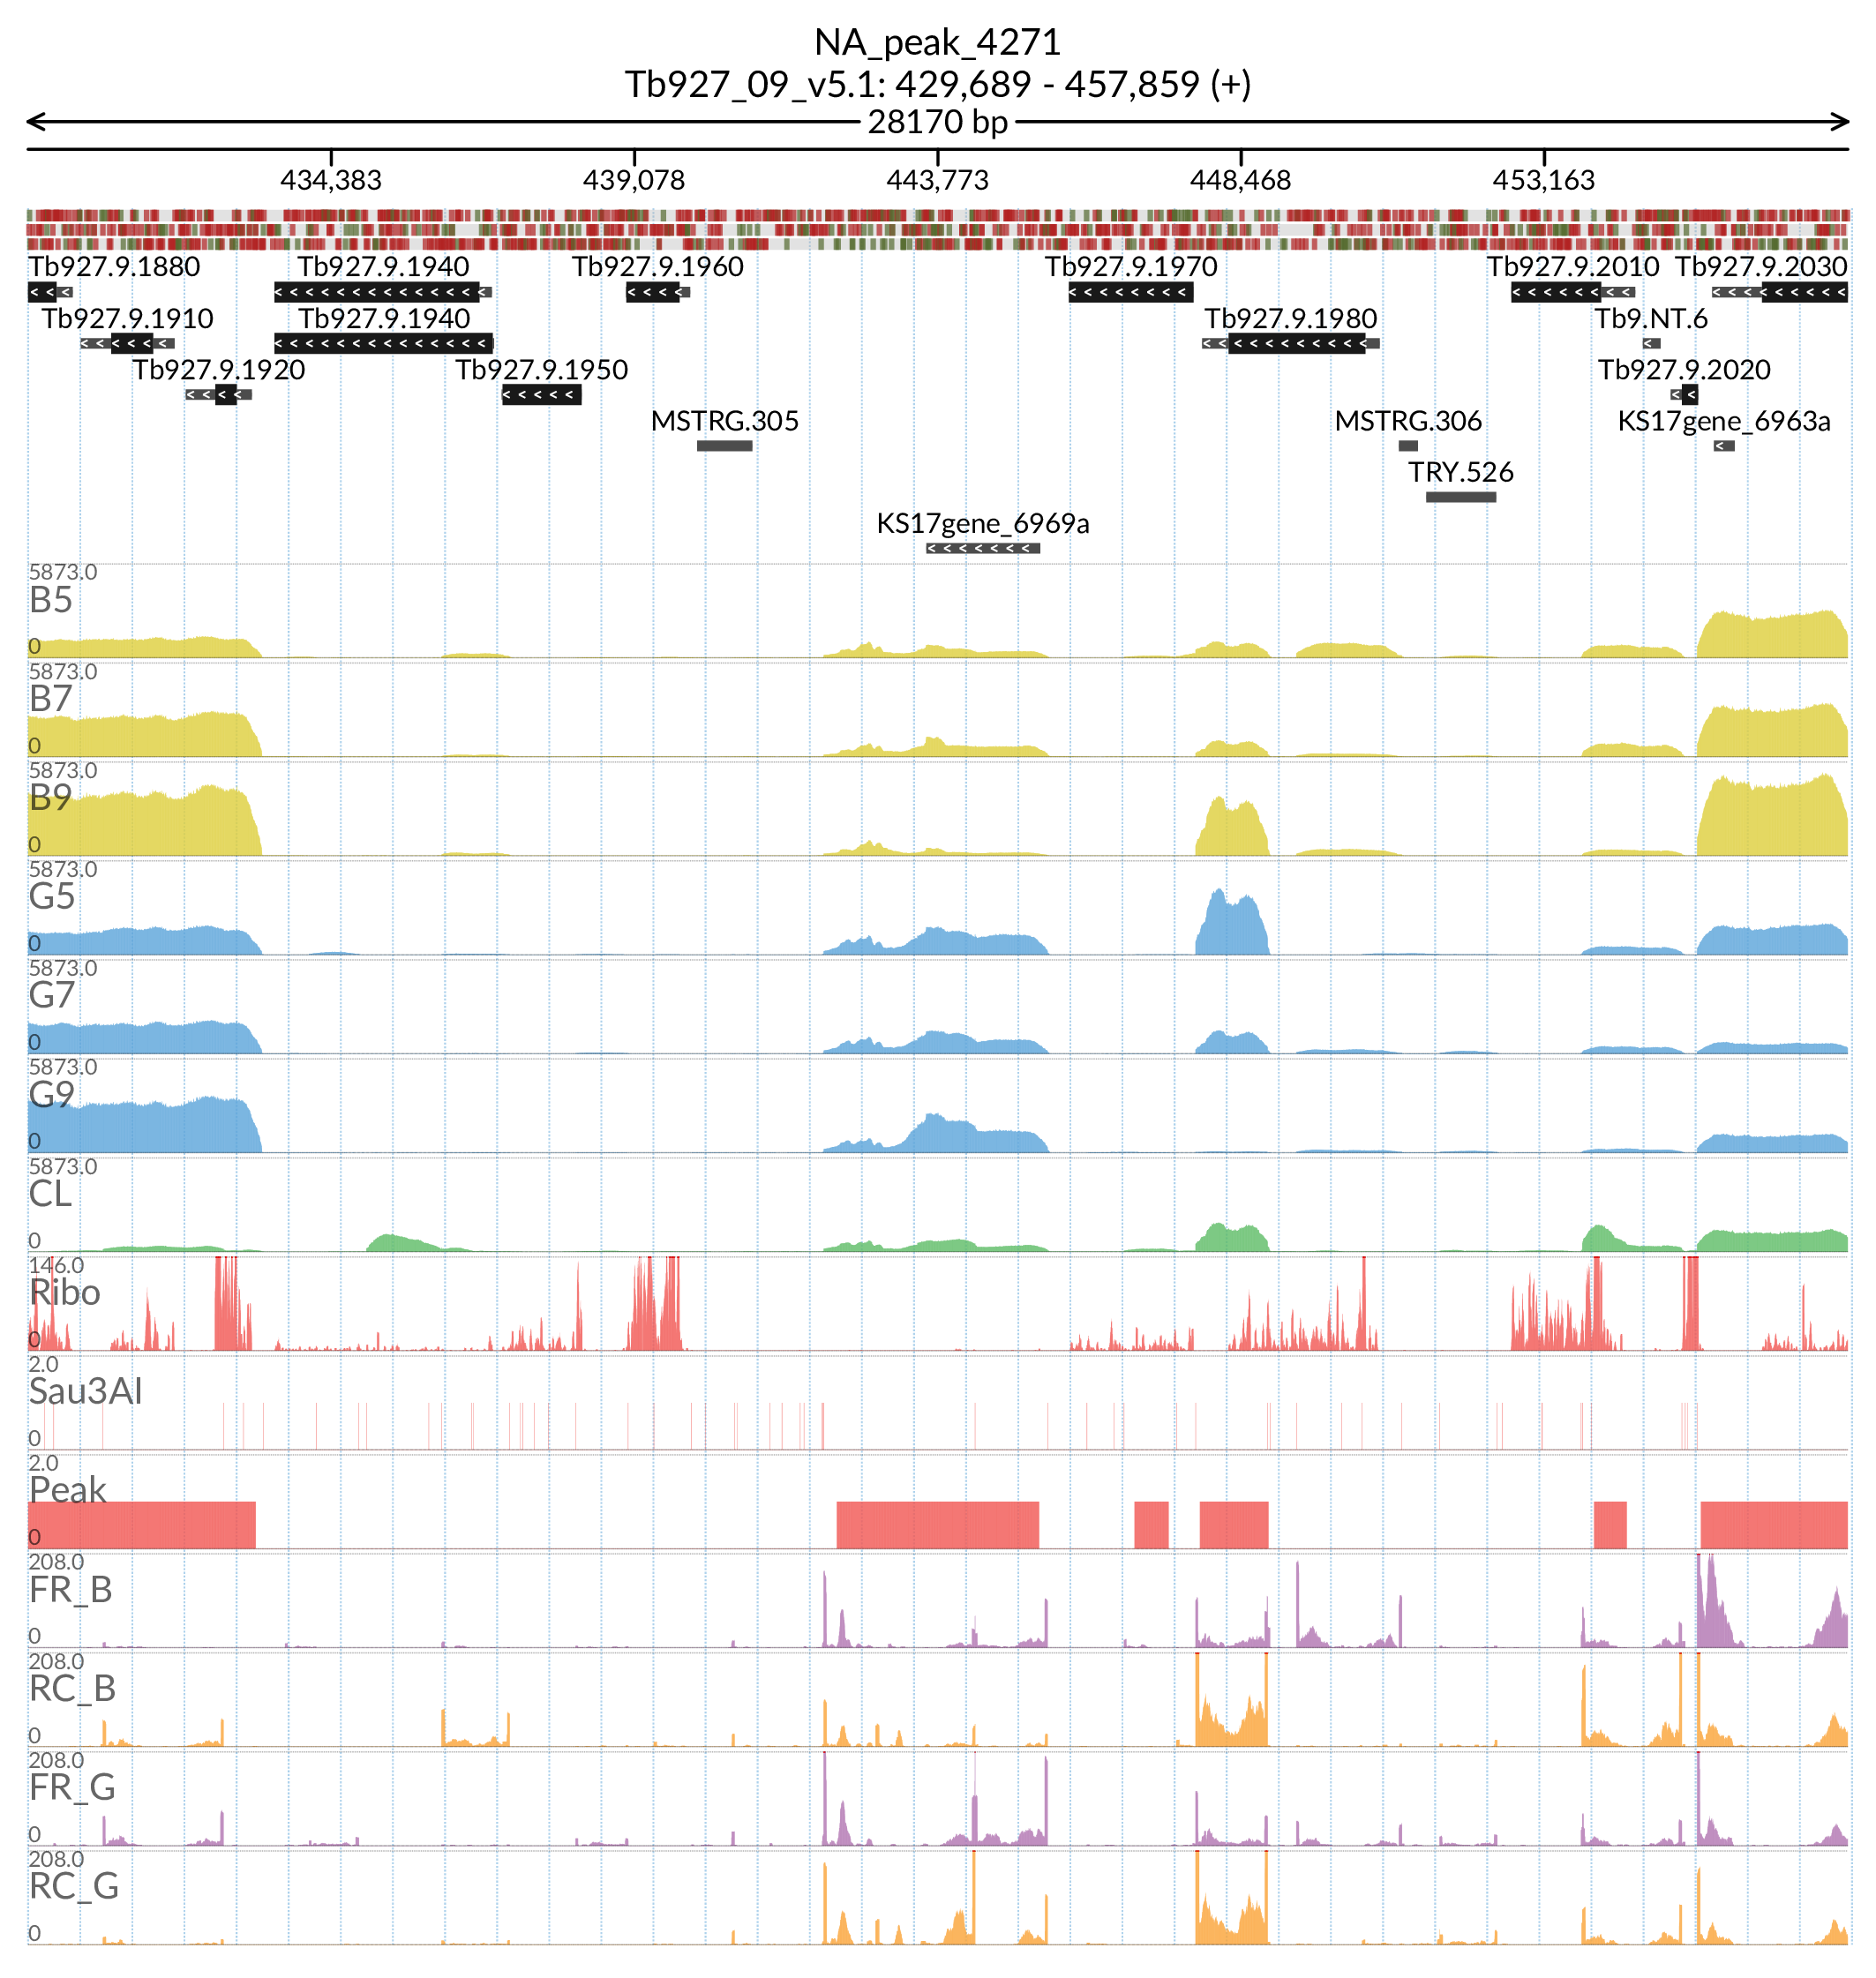 NA_peak_4271
Tb927_09_v5.1: 429,689 - 457,859 (+)
28170 bp
434,383 439,078 443,773 448,468 453,163
Tb927.9.1880 Tb927.9.1940 Tb927.9.1960 Tb927.9.1970 Tb927.9.2010 Tb927.9.2030
Tb927.9.1910 Tb927.9.1940 Tb927.9.1980 Tb9.NT.6
Tb927.9.1920 Tb927.9.1950 Tb927.9.2020
MSTRG.305 MSTRG.306 KS17gene_6963a
TRY.526
KS17gene_6969a
5873.0
B5
0
5873.0
B7
0
5873.0
B9
0
5873.0
G5
0
5873.0
G7
0
5873.0
G9
0
5873.0
CL
0
146.0
Ribo
0
2.0
Sau3AI
0
2.0
Peak
0
208.0
FR_B
0
208.0
RC_B
0
208.0
FR_G
0
208.0
RC_G
0